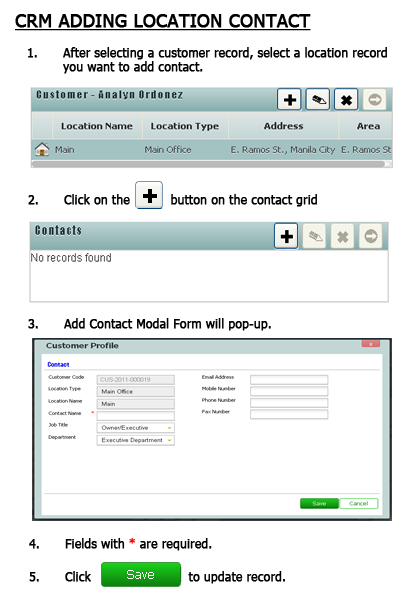 CRM ADDING LOCATION CONTACT
1. After selecting a customer record, select a location record
you want to add contact.
Customer - Analyn Ordonez
Location Name Location Type Address Area
Main Main Office E. Ramos St., Manila City E. Ramos St
2. Click on the + button on the contact grid
Contacts
No records found
3. Add Contact Modal Form will pop-up.
Customer Profile x
Contact
Customer Code CUS-2011-000019 Email Address
Location Type Main Office Mobile Number
Location Name Main Phone Number
Contact Name * Fax Number
Job Title Owner/Executive
Department Executive Department
Save Cancel
4. Fields with * are required.
5. Click Save to update record.